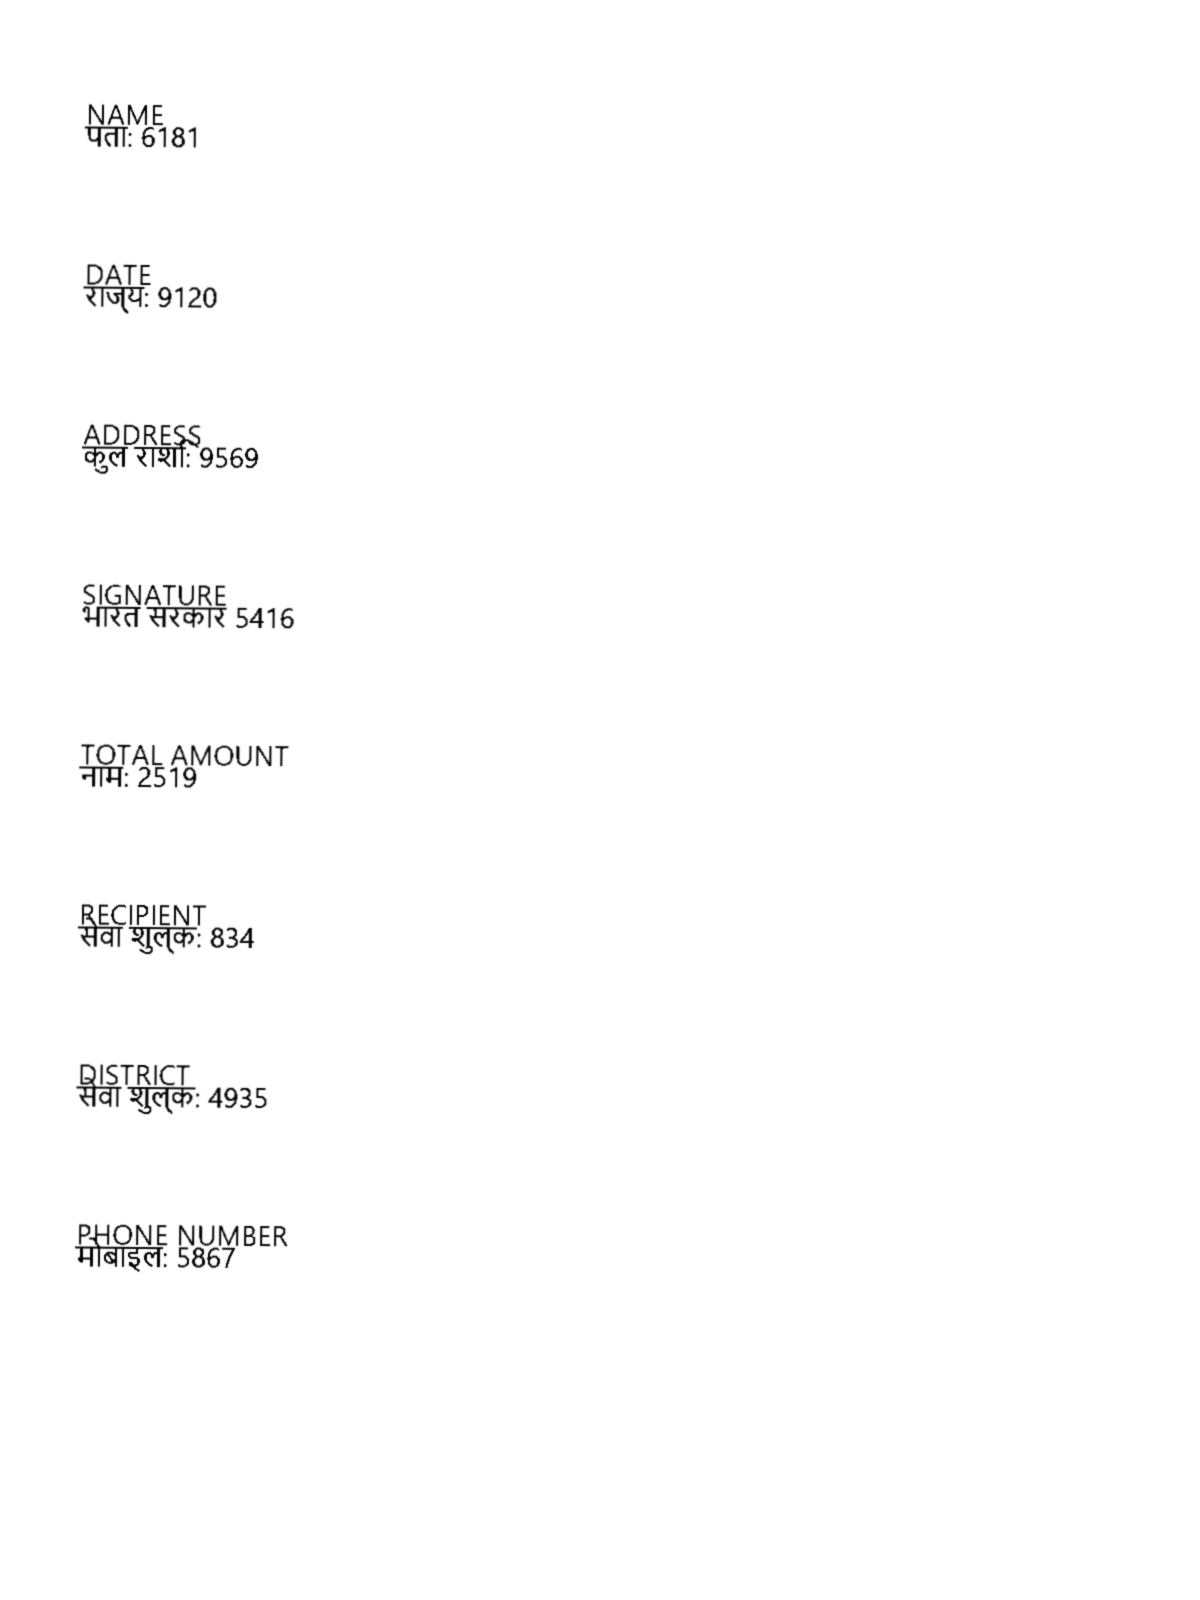 NAME
पता: 6181
DATE
राज्य: 9120
ADDRESS
कुल राशि: 9569
SIGNATURE
भारत सरकार 5416
TOTAL AMOUNT
नाम: 2519
RECIPIENT
सेवा शुल्क: 834
DISTRICT
सेवा शुल्क: 4935
PHONE NUMBER
मोबाइल: 5867